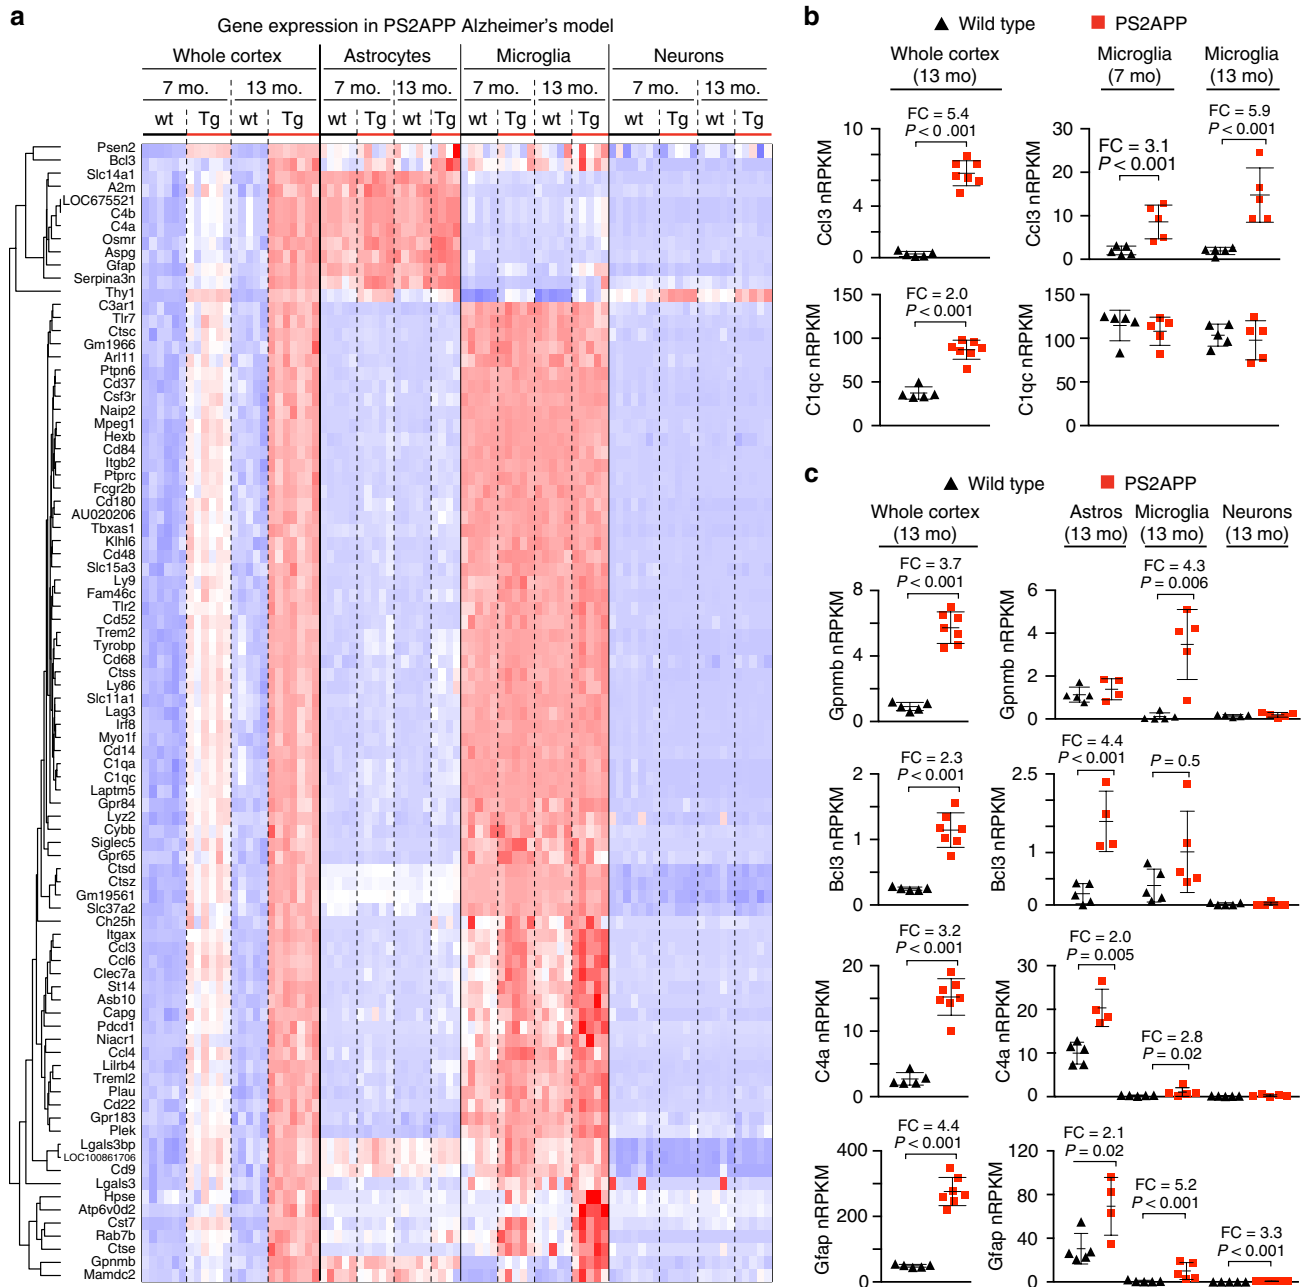 a
Gene expression in PS2APP Alzheimer's model
Whole cortex Astrocytes Microglia Neurons
7 mo. 13 mo. 7 mo. 13 mo. 7 mo. 13 mo. 7 mo. 13 mo.
wt Tg wt Tg wt Tg wt Tg wt Tg wt Tg wt Tg wt Tg
Psen2
Bcl3
Slc14a1
A2m
LOC675521
C4b
C4a
Osmr
Aspg
Gfap
Serpina3n
Thy1
C3ar1
Tlr7
Ctsc
Gm1966
Arl11
Ptpn6
Cd37
Csf3r
Naip2
Mpeg1
Hexb
Cd84
Itgb2
Ptprc
Fcgr2b
Cd180
AU020206
Tbxas1
Klhl6
Cd48
Slc15a3
Ly9
Fam46c
Tlr2
Cd52
Trem2
Tyrobp
Cd68
Ctss
Ly86
Slc11a1
Lag3
Irf8
Myo1f
Cd14
C1qa
C1qc
Laptm5
Gpr84
Lyz2
Cybb
Siglec5
Gpr65
Ctsd
Ctsz
Gm19561
Slc37a2
Ch25h
Itgax
Ccl3
Ccl6
Clec7a
St14
Asb10
Capg
Pdcd1
Niacr1
Ccl4
Lilrb4
Treml2
Plau
Cd22
Gpr183
Plek
Lgals3bp
LOC100861706
Cd9
Lgals3
Hpse
Atp6v0d2
Cst7
Rab7b
Ctse
Gpnmb
Mamdc2
b
Wild type PS2APP
Whole cortex (13 mo)
Microglia (7 mo)
Microglia (13 mo)
Ccl3 nRPKM
10
4
0
FC = 5.4
P < 0 .001
Ccl3 nRPKM
30
20
10
0
FC = 3.1
P < 0.001
FC = 5.9
P < 0.001
C1qc nRPKM
150
100
50
0
FC = 2.0
P < 0.001
C1qc nRPKM
150
100
50
0
c
Wild type PS2APP
Whole cortex (13 mo)
Astros (13 mo)
Microglia (13 mo)
Neurons (13 mo)
Gpnmb nRPKM
8
4
2
0
FC = 3.7
P < 0.001
Gpnmb nRPKM
6
4
2
0
FC = 4.3
P = 0.006
Bcl3 nRPKM
2
1
0
FC = 2.3
P < 0.001
Bcl3 nRPKM
2.5
1
0
FC = 4.4
P < 0.001
P = 0.5
C4a nRPKM
20
10
0
FC = 3.2
P < 0.001
C4a nRPKM
30
20
10
0
FC = 2.0
P = 0.005
FC = 2.8
P = 0.02
Gfap nRPKM
400
200
0
FC = 4.4
P < 0.001
Gfap nRPKM
120
80
40
0
FC = 2.1
P = 0.02
FC = 5.2
P < 0.001
FC = 3.3
P < 0.001